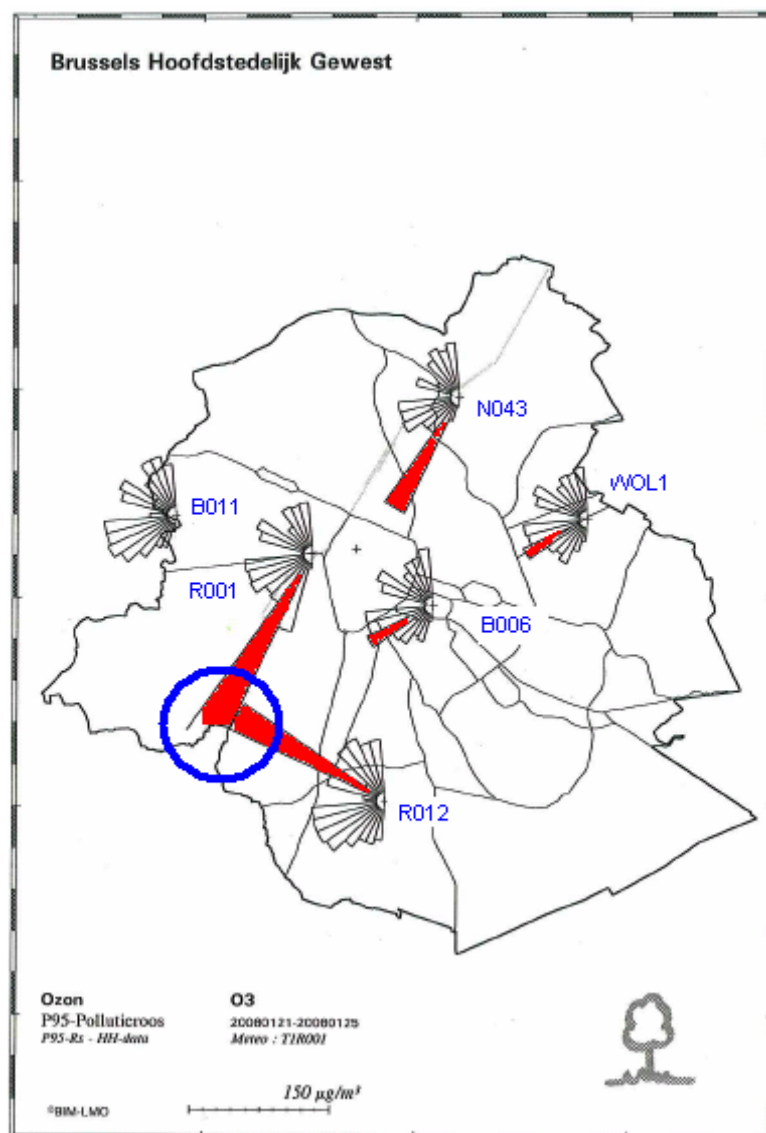 Brussels Hoofdstedelijk Gewest
N043
WOL1
B011
R001
B006
R012
Ozon O3
P95-Pollutieroos 20080121-20080125
P95-Rs - HH-data Meteo : T1R001
150 µg/m³
©BIM-LMO